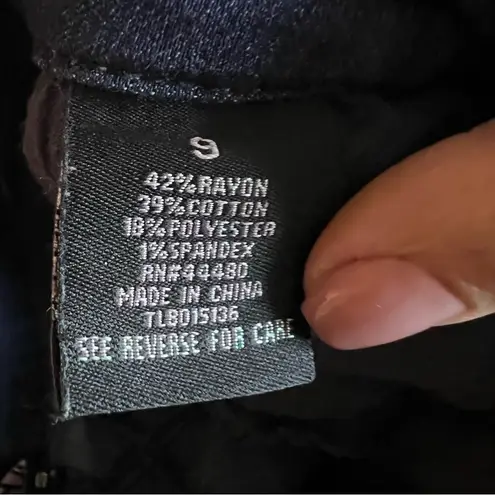 9
42%RAYON
39%COTTON
18%POLYESTER
1%SPANDEX
RN#44480
MADE IN CHINA
TLB015136
SEE REVERSE FOR CARE